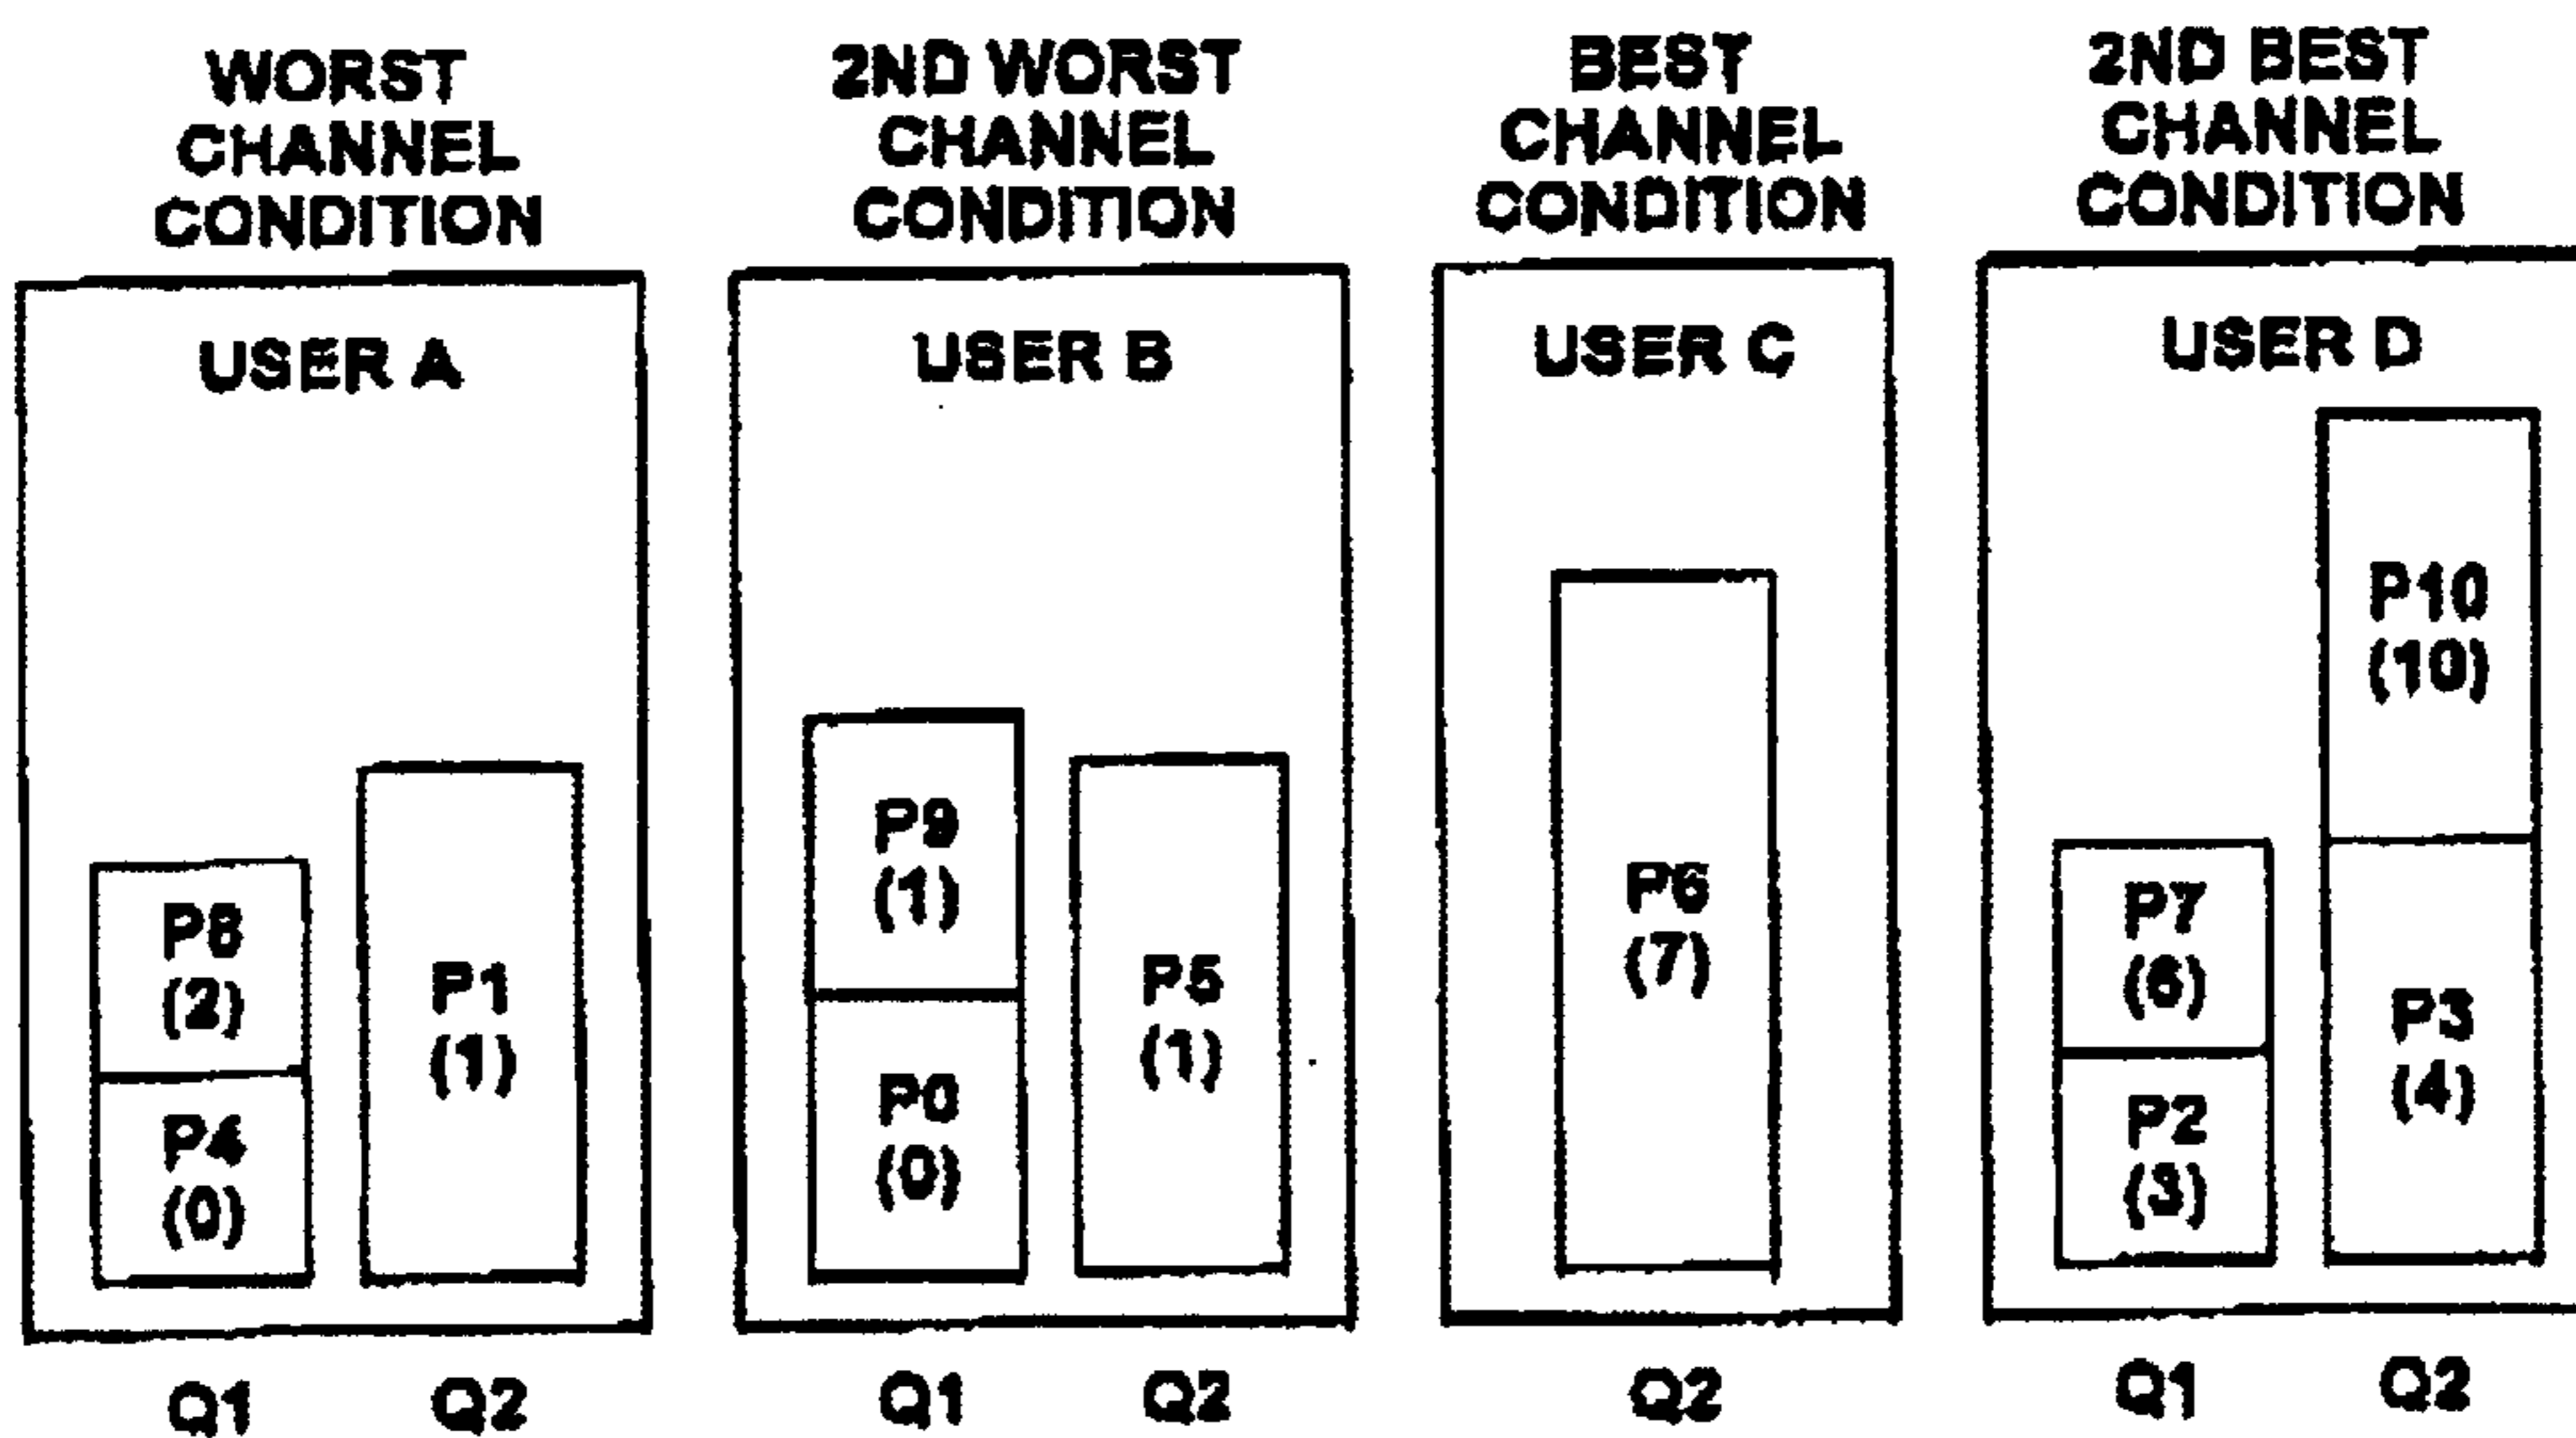 WORST
CHANNEL
CONDITION
USER A
P8
(2)
P4
(0)
P1
(1)
Q1
Q2
2ND WORST
CHANNEL
CONDITION
USER B
P9
(1)
P0
(0)
P5
(1)
Q1
Q2
BEST
CHANNEL
CONDITION
USER C
P6
(7)
Q2
2ND BEST
CHANNEL
CONDITION
USER D
P7
(6)
P2
(3)
P10
(10)
P3
(4)
Q1
Q2